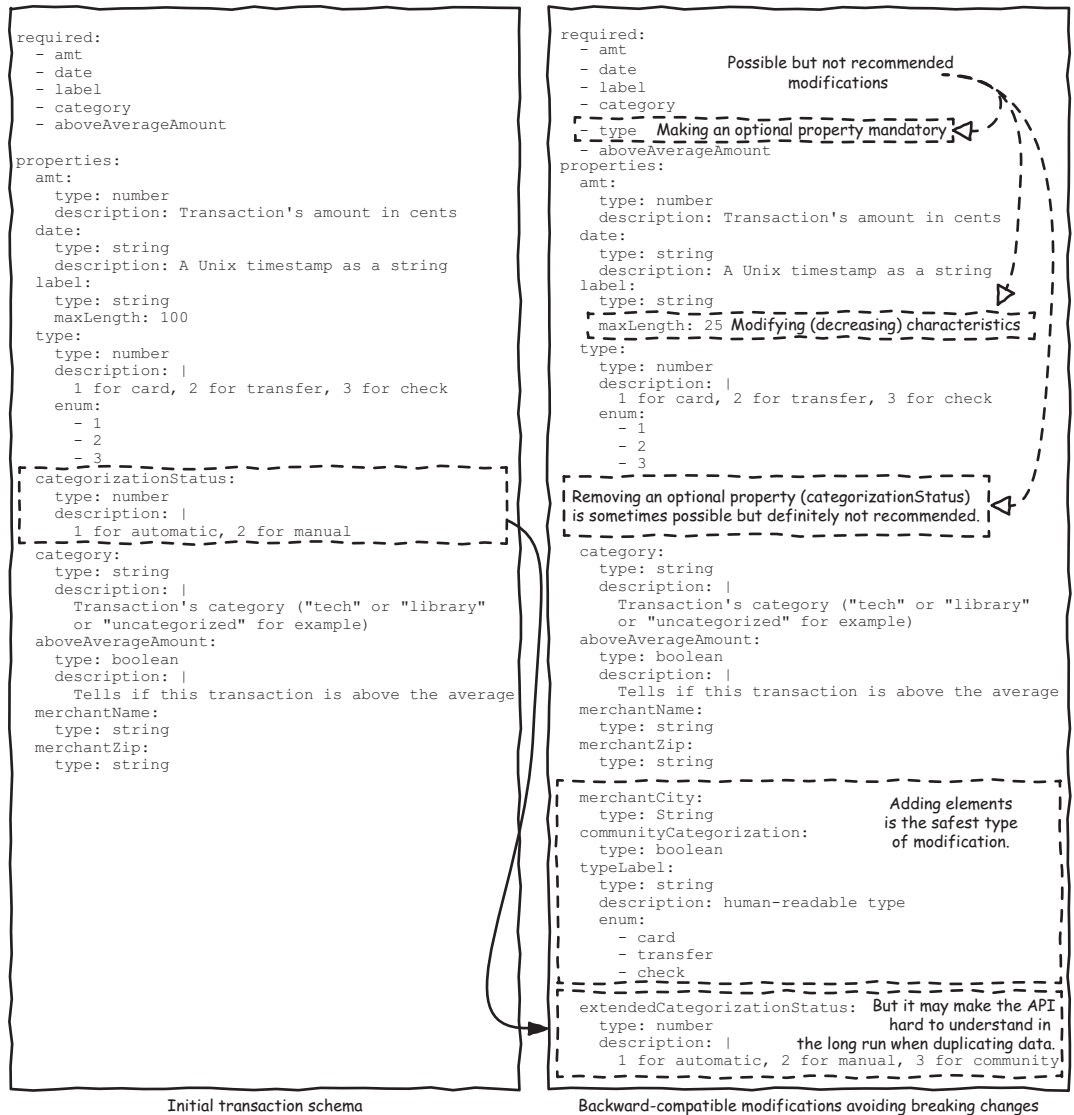 required:
- amt
- date
- label
- category
- aboveAverageAmount
properties:
amt:
type: number
description: Transaction's amount in cents
date:
type: string
description: A Unix timestamp as a string
label:
type: string
maxLength: 100
type:
type: number
description: |
1 for card, 2 for transfer, 3 for check
enum:
- 1
- 2
- 3
categorizationStatus:
type: number
description: |
1 for automatic, 2 for manual
category:
type: string
description: |
Transaction's category ("tech" or "library"
or "uncategorized" for example)
aboveAverageAmount:
type: boolean
description: |
Tells if this transaction is above the average
merchantName:
type: string
merchantZip:
type: string
Initial transaction schema
required:
- amt
- date
- label
- category
Possible but not recommended
modifications
- type Making an optional property mandatory
- aboveAverageAmount
properties:
amt:
type: number
description: Transaction's amount in cents
date:
type: string
description: A Unix timestamp as a string
label:
type: string
maxLength: 25 Modifying (decreasing) characteristics
type:
type: number
description: |
1 for card, 2 for transfer, 3 for check
enum:
- 1
- 2
- 3
Removing an optional property (categorizationStatus)
is sometimes possible but definitely not recommended.
category:
type: string
description: |
Transaction's category ("tech" or "library"
or "uncategorized" for example)
aboveAverageAmount:
type: boolean
description: |
Tells if this transaction is above the average
merchantName:
type: string
merchantZip:
type: string
merchantCity:
type: String
communityCategorization:
type: boolean
typeLabel:
type: string
description: human-readable type
enum:
- card
- transfer
- check
Adding elements
is the safest type
of modification.
extendedCategorizationStatus:
type: number
description: |
1 for automatic, 2 for manual, 3 for community
But it may make the API
hard to understand in
the long run when duplicating data.
Backward-compatible modifications avoiding breaking changes